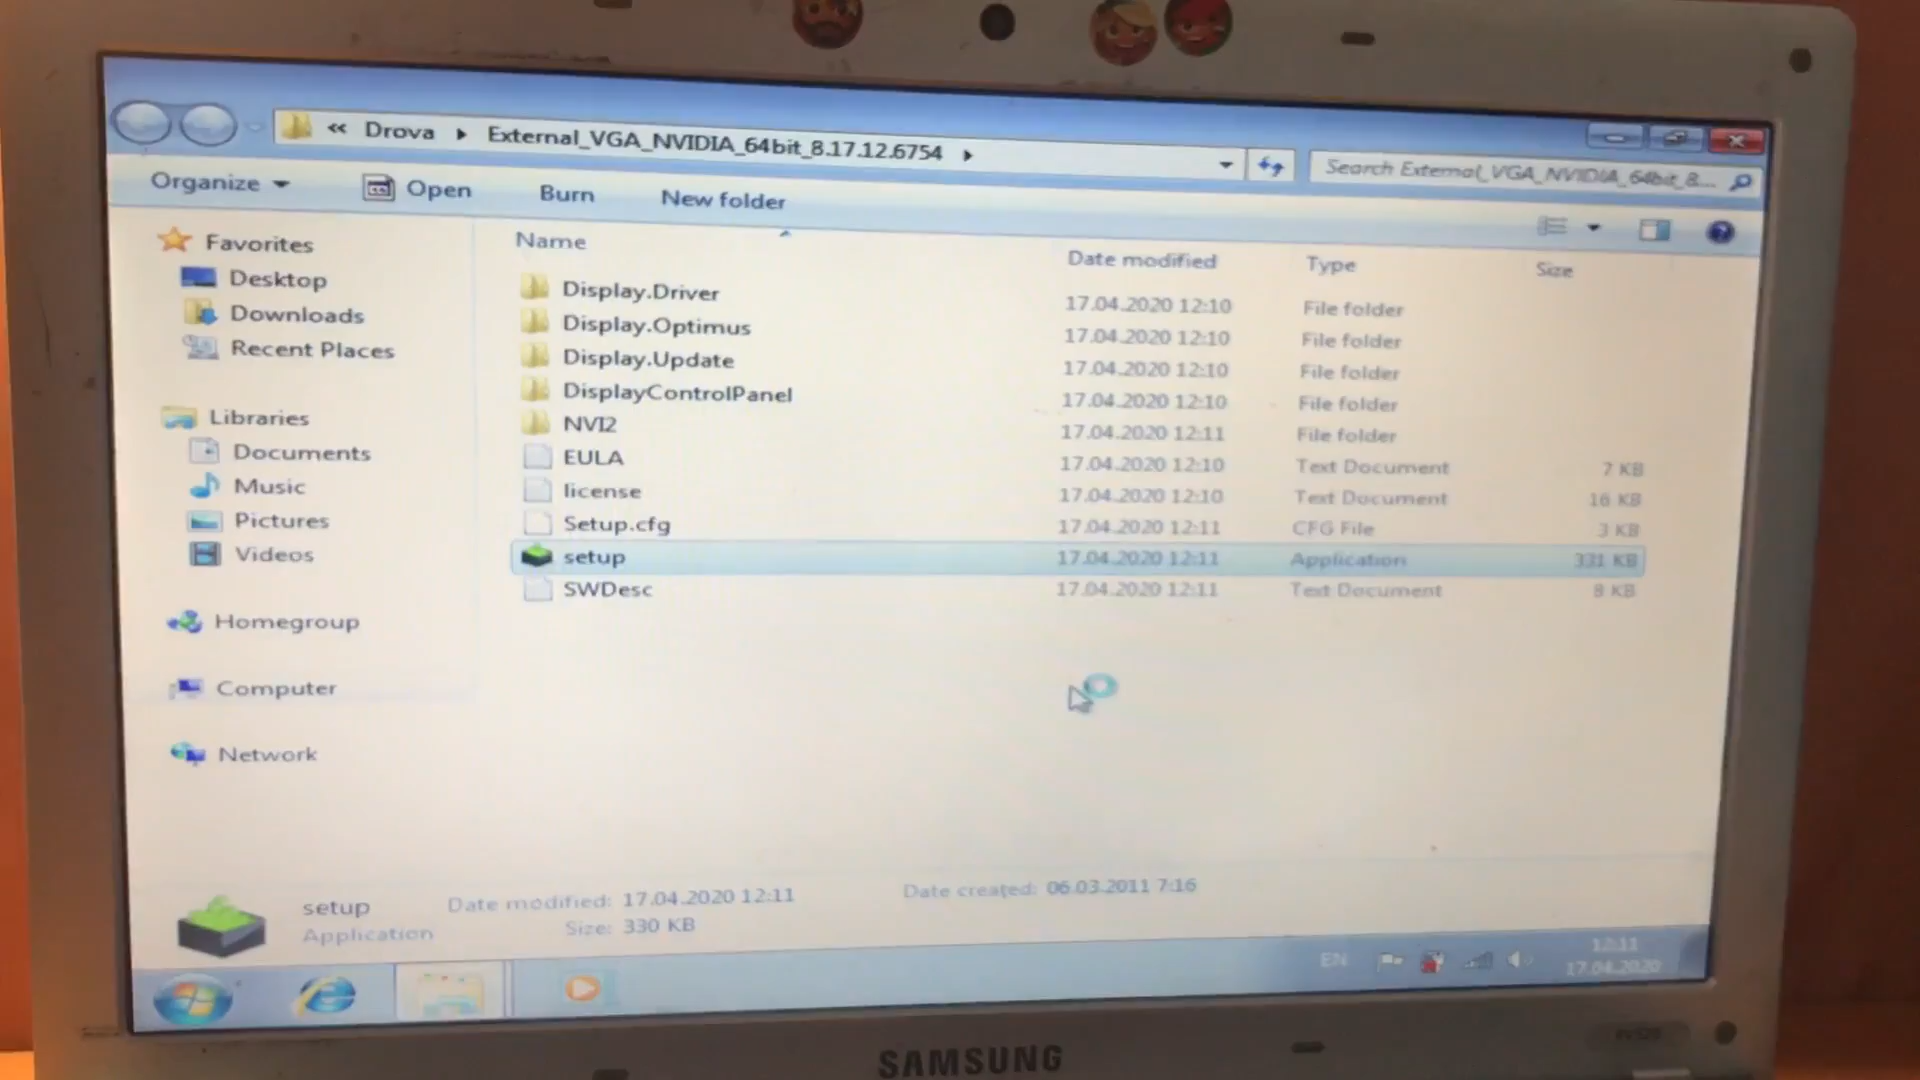 « Drova ▸ External_VGA_NVIDIA_64bit_8.17.12.6754 ▸
Search External_VGA_NVIDIA_64bit_8....
Organize Open Burn New folder
Name Date modified Type Size
Favorites
Desktop
Downloads
Recent Places
Libraries
Documents
Music
Pictures
Videos
Homegroup
Computer
Network
Display.Driver 17.04.2020 12:10 File folder
Display.Optimus 17.04.2020 12:10 File folder
Display.Update 17.04.2020 12:10 File folder
DisplayControlPanel 17.04.2020 12:10 File folder
NVI2 17.04.2020 12:11 File folder
EULA 17.04.2020 12:10 Text Document 7 KB
license 17.04.2020 12:10 Text Document 16 KB
Setup.cfg 17.04.2020 12:11 CFG File 3 KB
setup 17.04.2020 12:11 Application 331 KB
SWDesc 17.04.2020 12:11 Text Document 8 KB
setup Date modified: 17.04.2020 12:11 Date created: 06.03.2011 7:16
Application Size: 330 KB
EN 12:11
17.04.2020
SAMSUNG